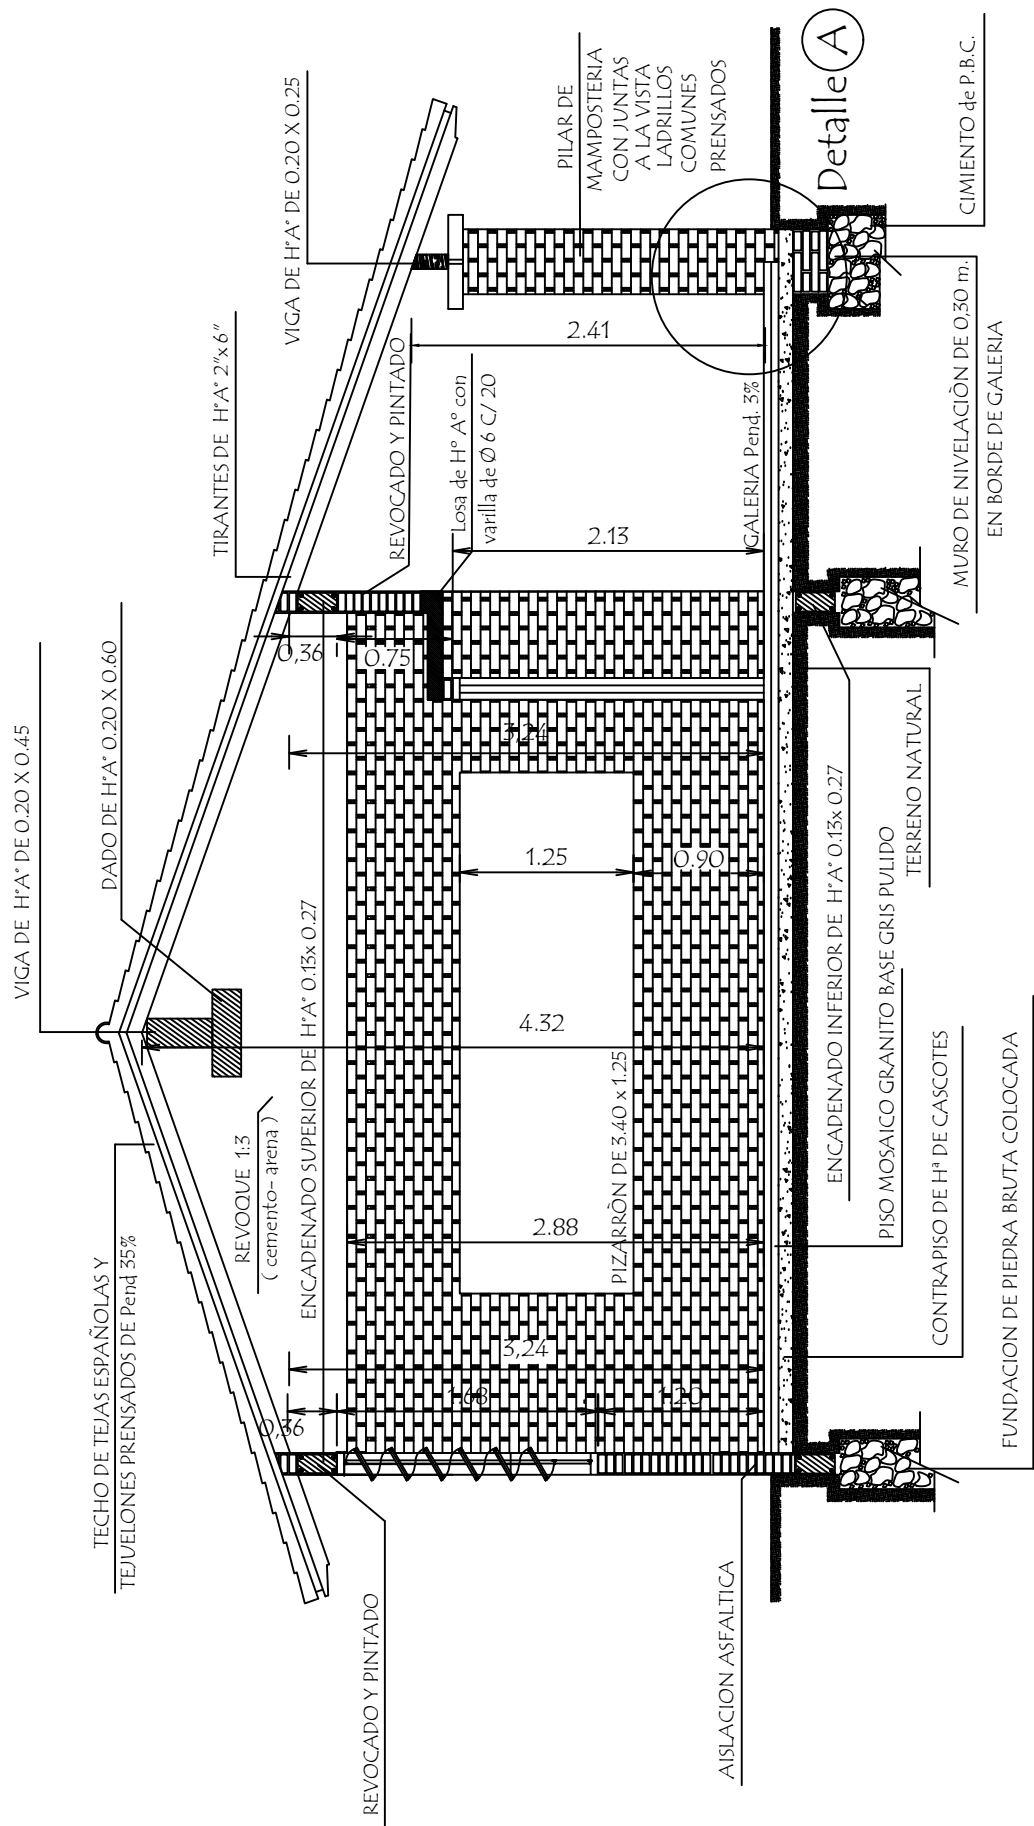 TECHO DE TEJAS ESPAÑOLAS Y
TEJUELONES PRENSADOS DE Pend 35%
VIGA DE H°A° DE 0.20 X 0.45
DADO DE H°A° 0.20 X 0.60
TIRANTES DE H°A° 2"x 6"
VIGA DE H°A° DE 0.20 X 0.25
REVOQUE 1:3
( cemento- arena )
ENCADENADO SUPERIOR DE H°A° 0.13x 0.27
REVOCADO Y PINTADO
Losa de H° A° con
varilla de Ø 6 C/ 20
PILAR DE
MAMPOSTERIA
CON JUNTAS
A LA VISTA
LADRILLOS
COMUNES
PRENSADOS
REVOCADO Y PINTADO
0,36
1.68
1.20
3,24
2.88
4.32
1.25
0.90
PIZARRÒN DE 3.40 x 1.25
3,24
0,36
0.75
2.13
2.41
GALERIA Pend. 3%
Detalle A
AISLACION ASFALTICA
FUNDACION DE PIEDRA BRUTA COLOCADA
CONTRAPISO DE Hª DE CASCOTES
PISO MOSAICO GRANITO BASE GRIS PULIDO
ENCADENADO INFERIOR DE H°A° 0.13x 0.27
TERRENO NATURAL
MURO DE NIVELACIÒN DE 0,30 m.
EN BORDE DE GALERIA
CIMIENTO de P.B.C.